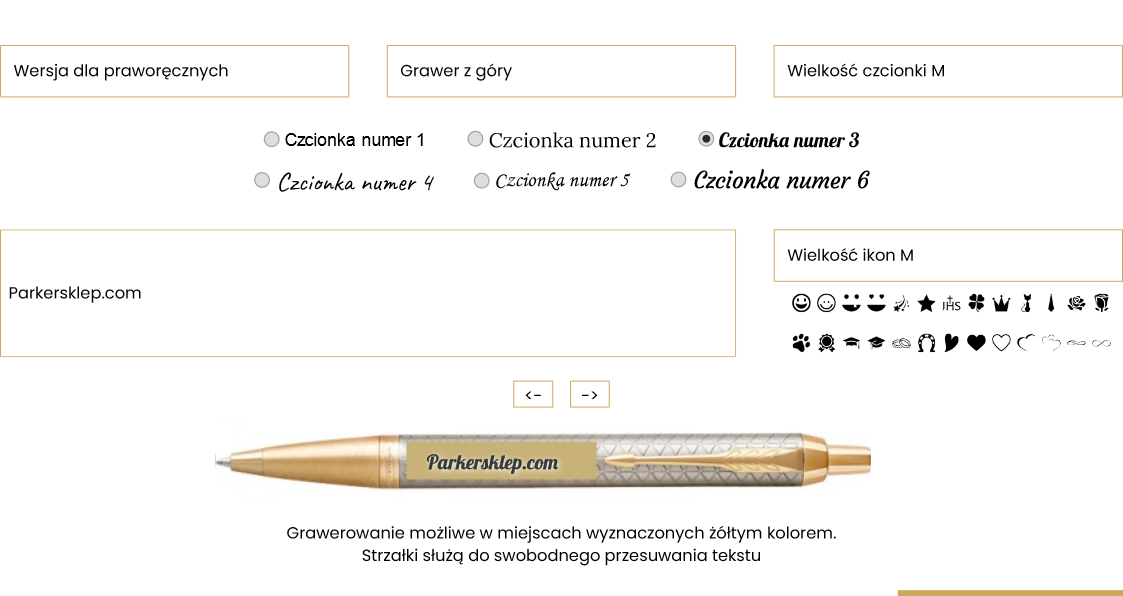 Wersja dla praworęcznych
Grawer z góry
Wielkość czcionki M
Czcionka numer 1
Czcionka numer 2
Czcionka numer 3
Czcionka numer 4
Czcionka numer 5
Czcionka numer 6
Parkersklep.com
Wielkość ikon M
IHS
<- ->
Parkersklep.com
Grawerowanie możliwe w miejscach wyznaczonych żółtym kolorem.
Strzałki służą do swobodnego przesuwania tekstu